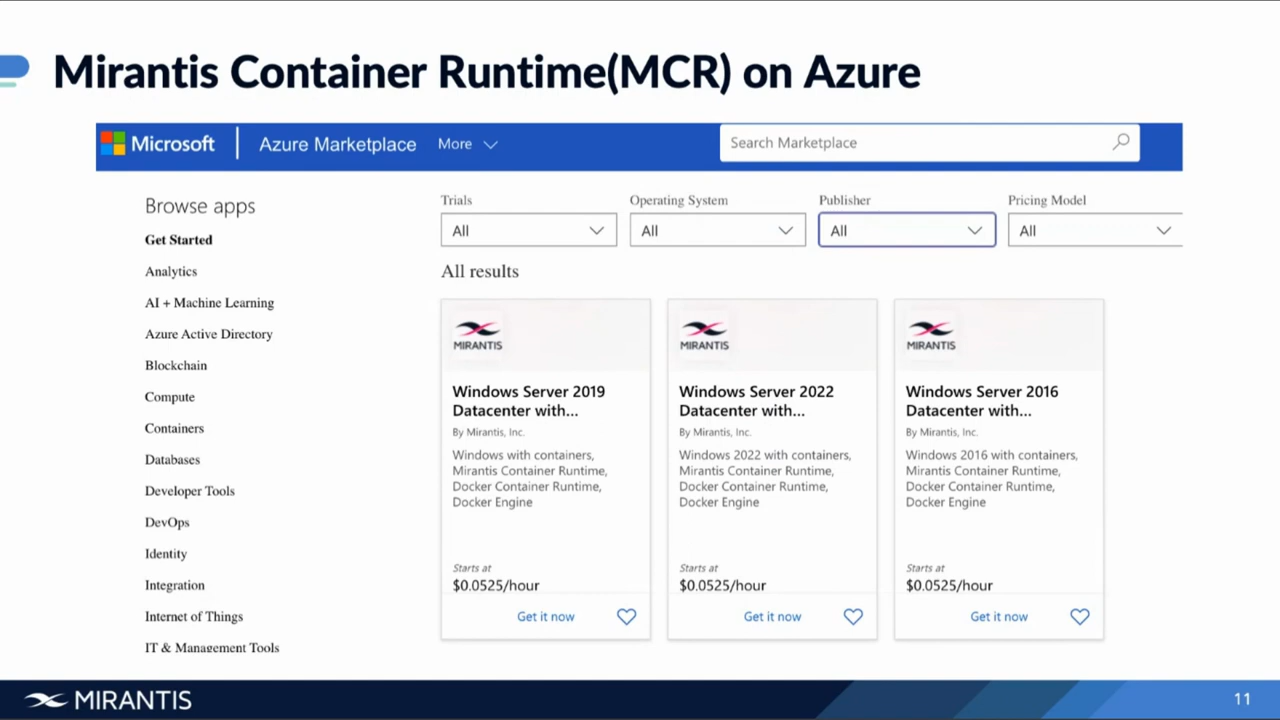 Mirantis Container Runtime(MCR) on Azure
Microsoft
Azure Marketplace
More
Search Marketplace
Browse apps
Get Started
Analytics
AI + Machine Learning
Azure Active Directory
Blockchain
Compute
Containers
Databases
Developer Tools
DevOps
Identity
Integration
Internet of Things
IT & Management Tools
Trials
Operating System
Publisher
Pricing Model
All
All
All
All
All results
MIRANTIS
Windows Server 2019
Datacenter with...
By Mirantis, Inc.
Windows with containers,
Mirantis Container Runtime,
Docker Container Runtime,
Docker Engine
Starts at
$0.0525/hour
Get it now
MIRANTIS
Windows Server 2022
Datacenter with...
By Mirantis, Inc.
Windows 2022 with containers,
Mirantis Container Runtime,
Docker Container Runtime,
Docker Engine
Starts at
$0.0525/hour
Get it now
MIRANTIS
Windows Server 2016
Datacenter with...
By Mirantis, Inc.
Windows 2016 with containers,
Mirantis Container Runtime,
Docker Container Runtime,
Docker Engine
Starts at
$0.0525/hour
Get it now
MIRANTIS
11